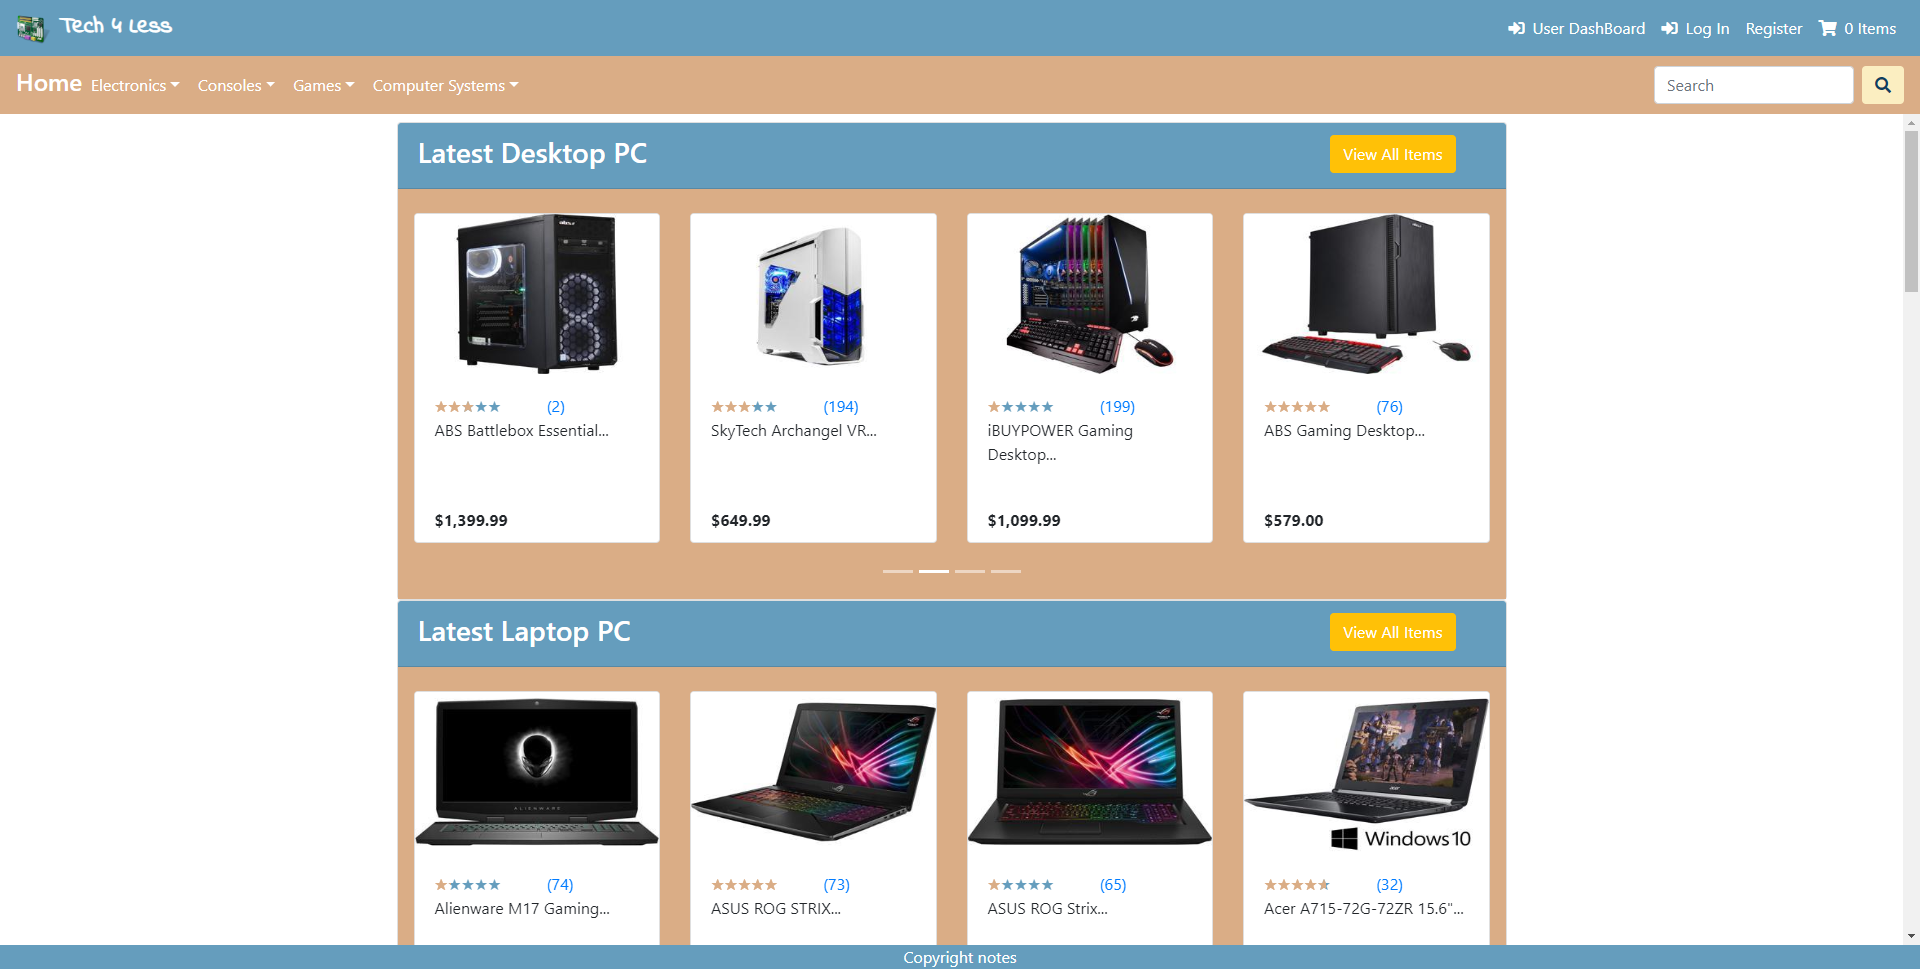 Tech 4 Less
User DashBoard
Log In
Register
0 Items
Home
Electronics
Consoles
Games
Computer Systems
Search
Latest Desktop PC
View All Items
(2)
ABS Battlebox Essential...
$1,399.99
(194)
SkyTech Archangel VR...
$649.99
(199)
iBUYPOWER Gaming
Desktop...
$1,099.99
(76)
ABS Gaming Desktop...
$579.00
Latest Laptop PC
View All Items
ALIENWARE
(74)
Alienware M17 Gaming...
(73)
ASUS ROG STRIX...
(65)
ASUS ROG Strix...
acer
Windows10
(32)
Acer A715-72G-72ZR 15.6"...
Copyright notes